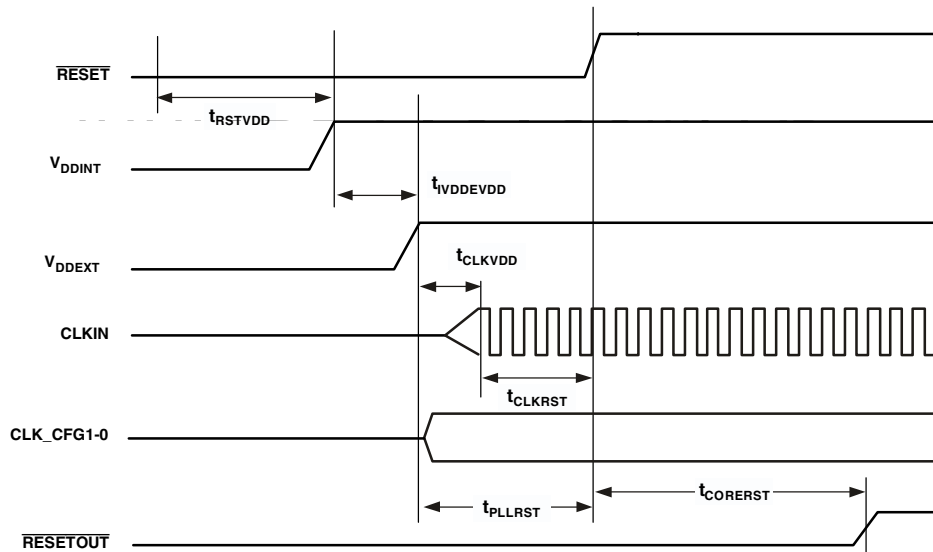 RESET
tRSTVDD
VDDINT
tIVDDEVDD
VDDEXT
tCLKVDD
CLKIN
tCLKRST
CLK_CFG1-0
tPLLRST
tCORERST
RESETOUT